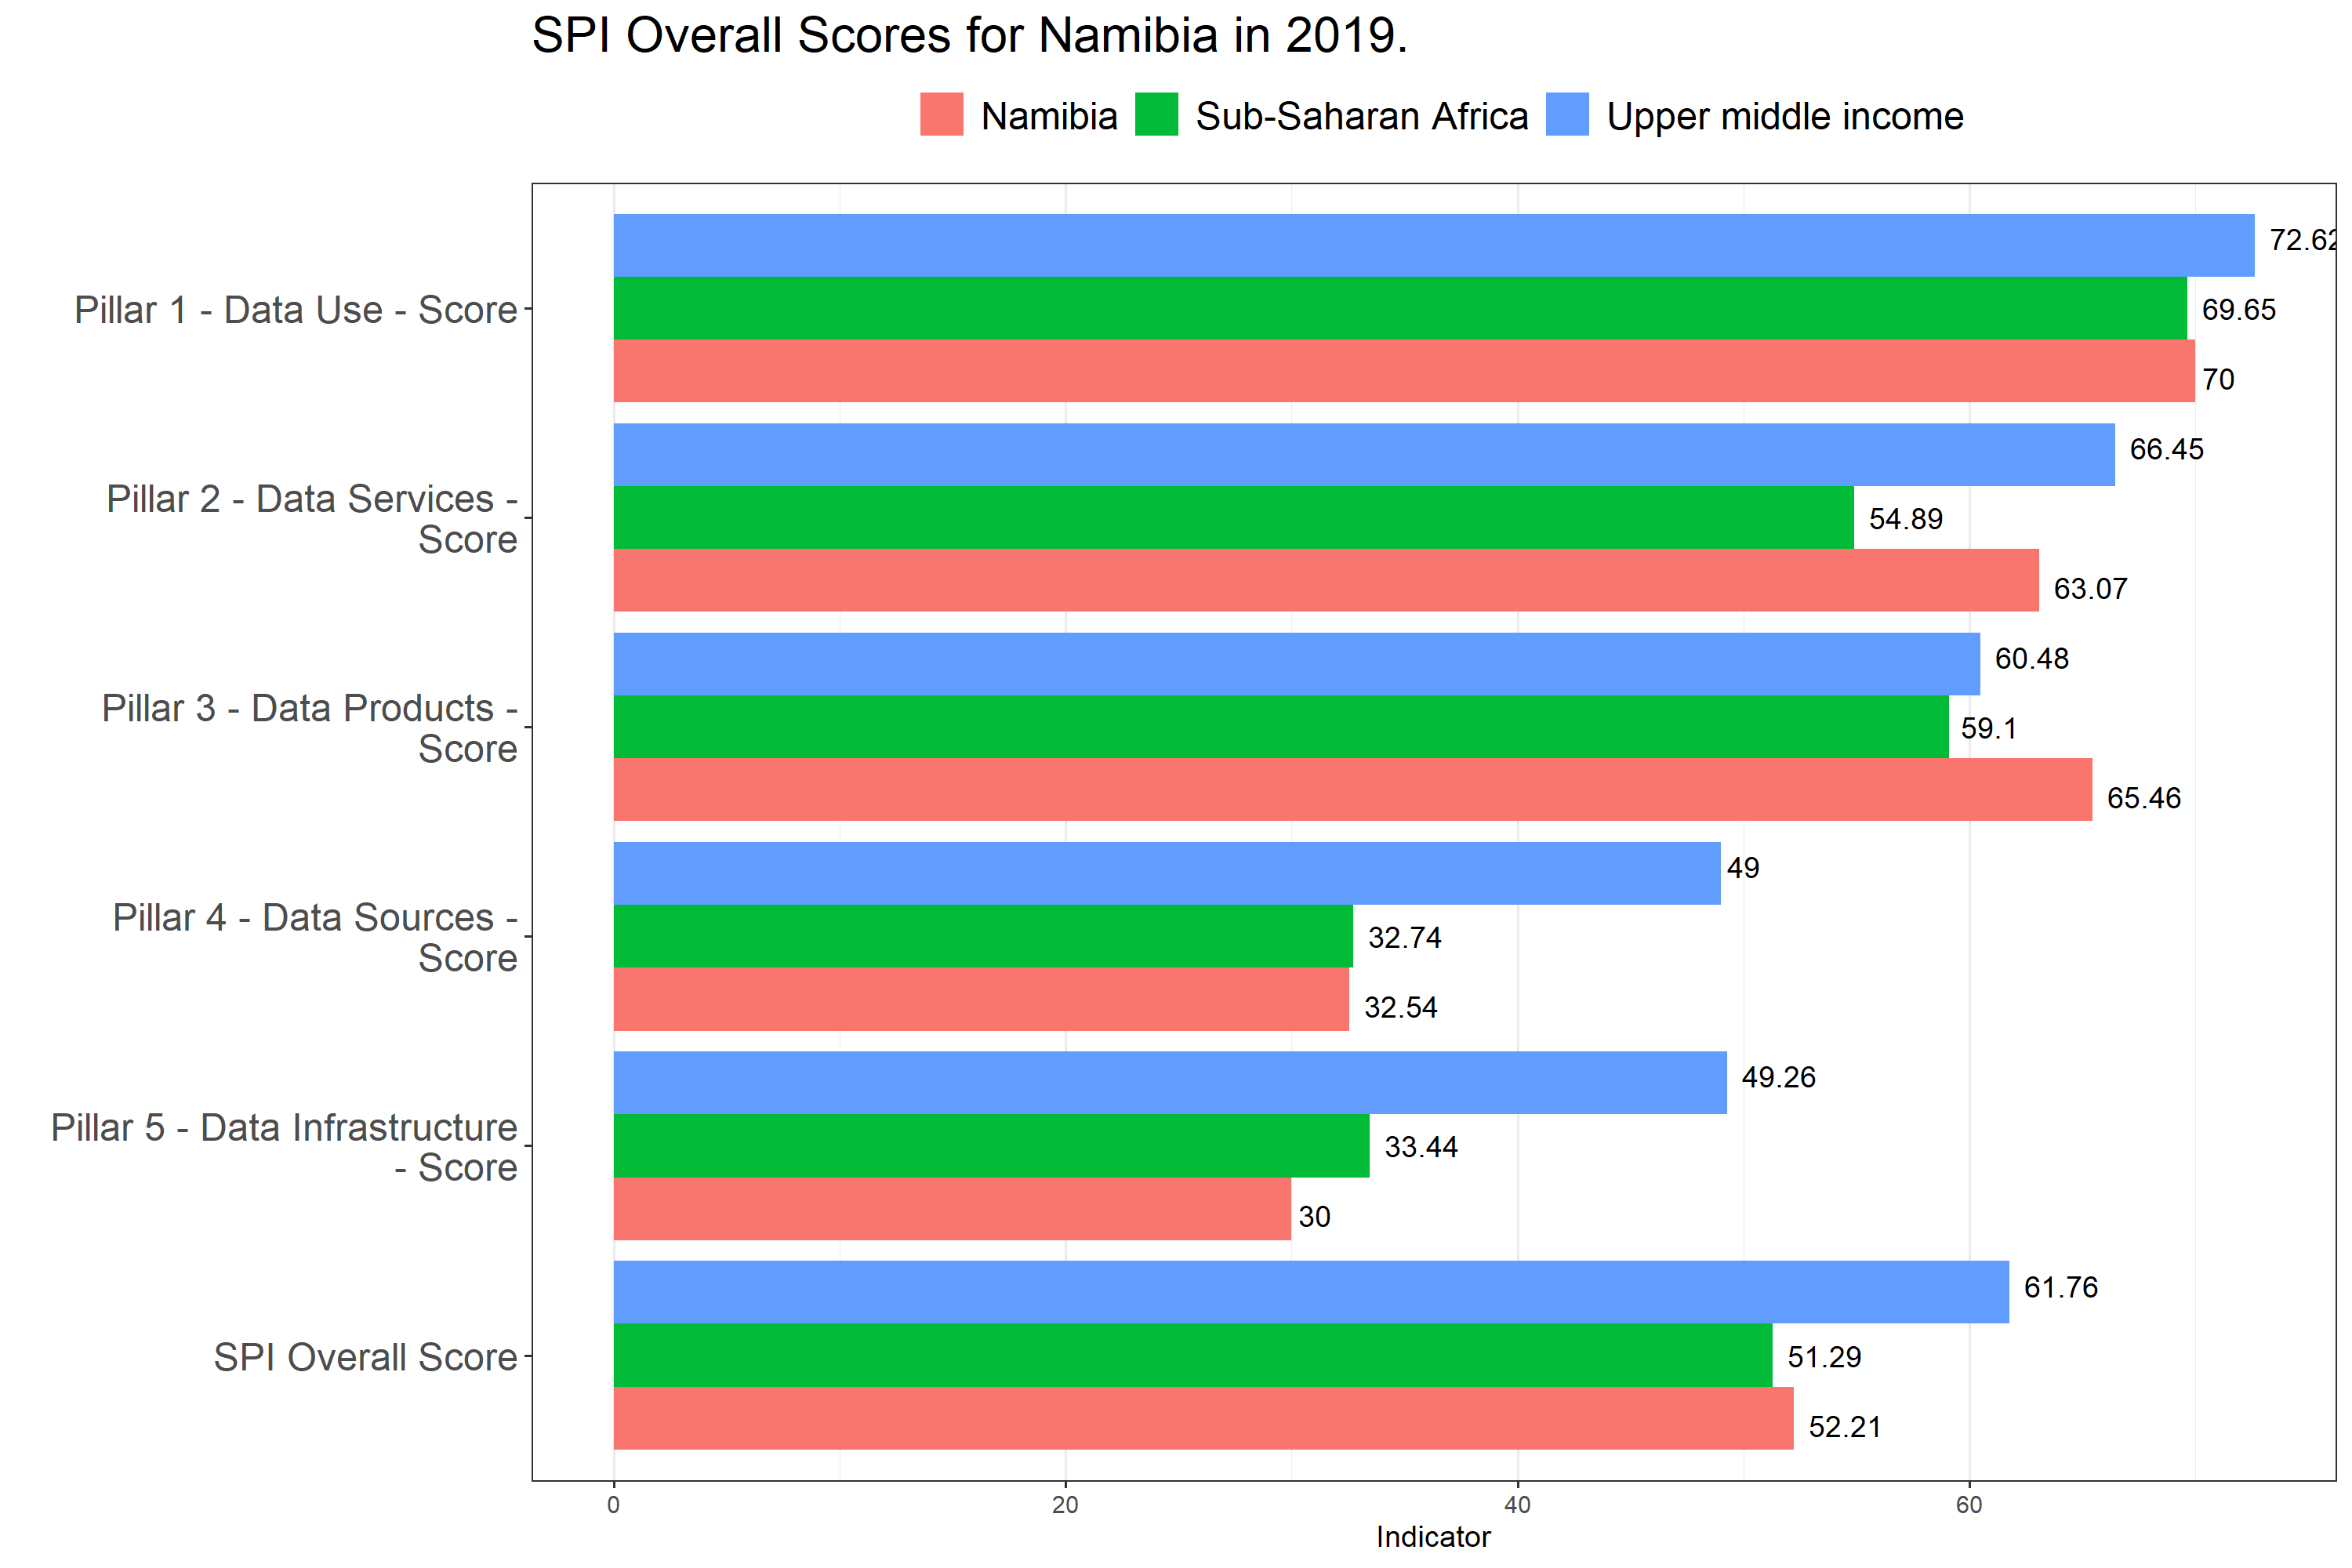 SPI Overall Scores for Namibia in 2019.
Namibia Sub-Saharan Africa Upper middle income
72.62
Pillar 1 - Data Use - Score
69.65
70
66.45
Pillar 2 - Data Services -
Score
54.89
63.07
60.48
Pillar 3 - Data Products -
Score
59.1
65.46
49
Pillar 4 - Data Sources -
Score
32.74
32.54
49.26
Pillar 5 - Data Infrastructure
- Score
33.44
30
61.76
SPI Overall Score
51.29
52.21
0 20 40 60
Indicator